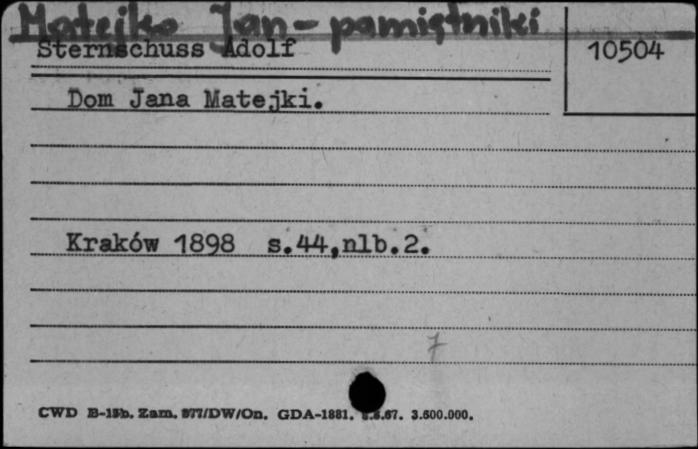 Matejko Jan - pamiętniki
Sternschuss Adolf
10504
Dom Jana Matejki.
Kraków 1898 s.44,nlb.2.
7
CWD B-15b. Zam. 977/DW/On. GDA-1881. 3.600.000.